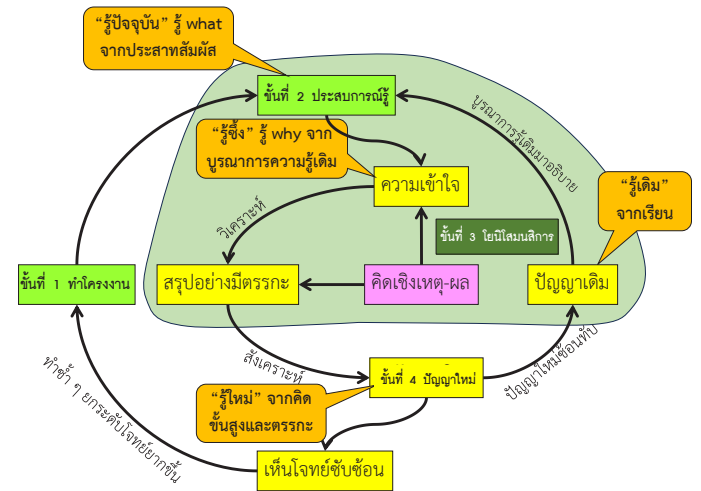 “รู้ปัจจุบัน” รู้ what
จากประสาทสัมผัส
ขั้นที่ 2 ประสบการณ์รู้
บูรณาการรู้เดิมมาอธิบาย
“รู้ซึ้ง” รู้ why จาก
บูรณาการความรู้เดิม
ความเข้าใจ
“รู้เดิม”
จากเรียน
วิเคราะห์
ขั้นที่ 3 โยนิโสมนสิการ
ขั้นที่ 1 ทำโครงงาน
สรุปอย่างมีตรรกะ
คิดเชิงเหตุ-ผล
ปัญญาเดิม
สังเคราะห์
ขั้นที่ 4 ปัญญาใหม่
ปัญญาใหม่ซ้อนทับ
ทำซ้ำ ๆ ยกระดับโจทย์ยากขึ้น
“รู้ใหม่” จากคิด
ขั้นสูงและตรรกะ
เห็นโจทย์ซับซ้อน